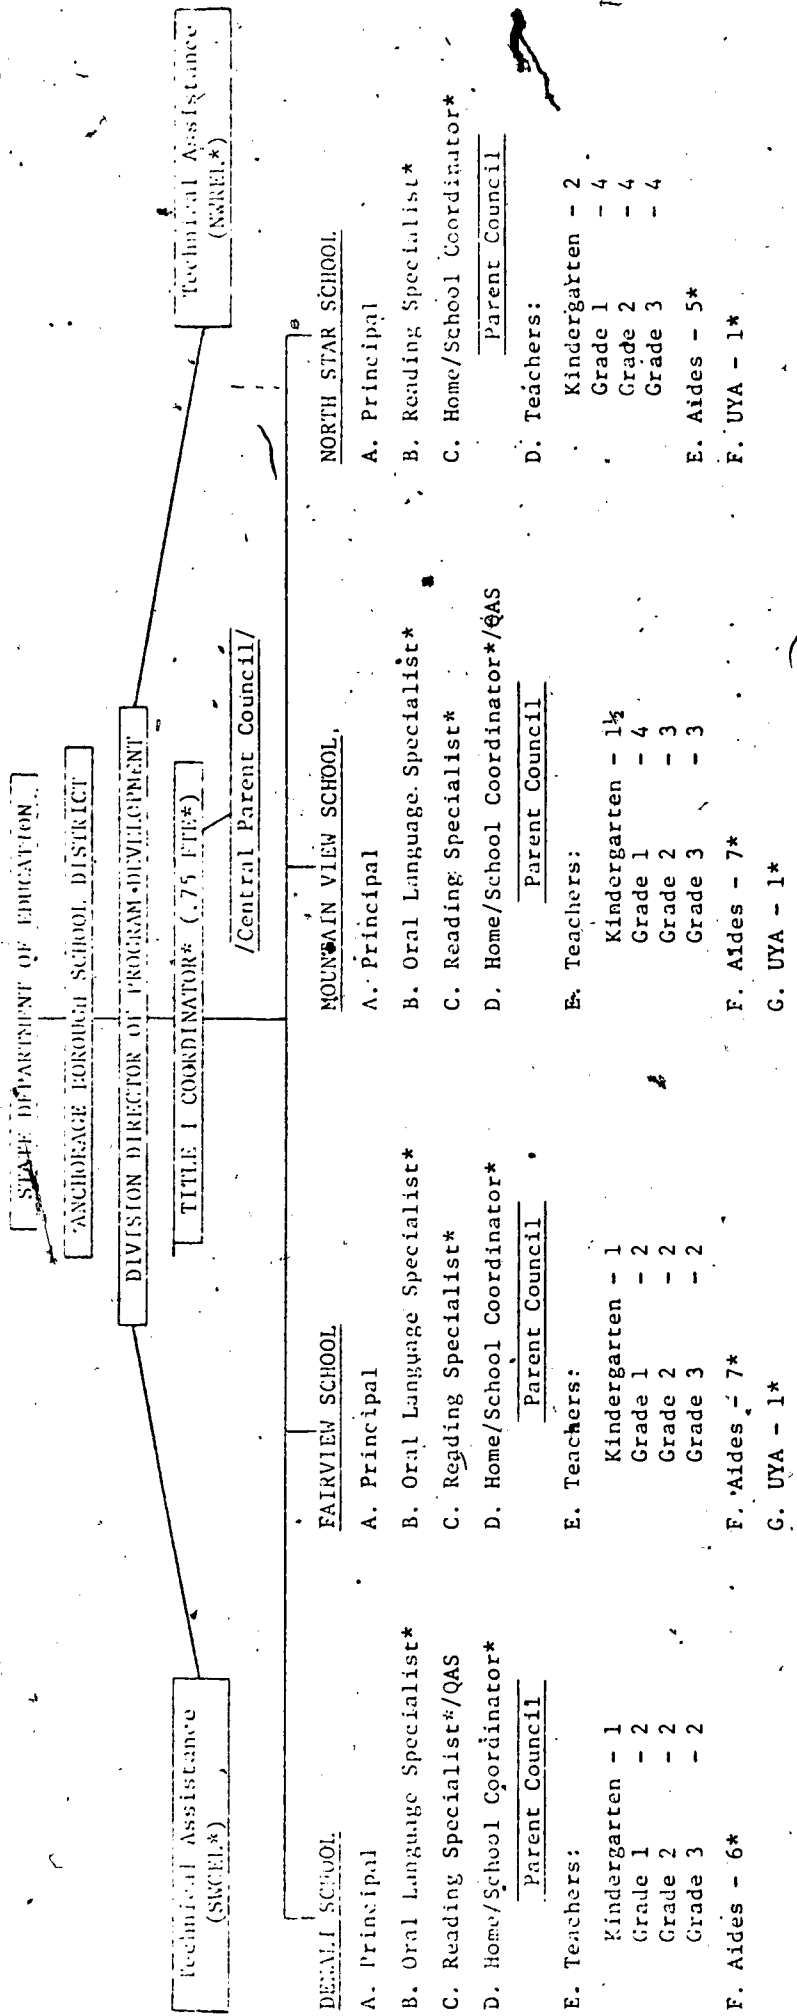 STATE DEPARTMENT OF EDUCATION
ANCHORAGE BOROUGH SCHOOL DISTRICT
DIVISION DIRECTOR OF PROGRAM DEVELOPMENT
TITLE I COORDINATOR* (.75 FTE*)
/Central Parent Council/
Technical Assistance
(SWCEL*)
Technical Assistance
(NWREL*)
DENALI SCHOOL
A. Principal
B. Oral Language Specialist*
C. Reading Specialist*/QAS
D. Home/School Coordinator*
Parent Council
E. Teachers:
Kindergarten - 1
Grade 1 - 2
Grade 2 - 2
Grade 3 - 2
F. Aides - 6*
FAIRVIEW SCHOOL
A. Principal
B. Oral Language Specialist*
C. Reading Specialist*
D. Home/School Coordinator*
Parent Council
E. Teachers:
Kindergarten - 1
Grade 1 - 2
Grade 2 - 2
Grade 3 - 2
F. Aides - 7*
G. UYA - 1*
MOUNTAIN VIEW SCHOOL
A. Principal
B. Oral Language Specialist*
C. Reading Specialist*
D. Home/School Coordinator*/QAS
Parent Council
E. Teachers:
Kindergarten - 1½
Grade 1 - 4
Grade 2 - 3
Grade 3 - 3
F. Aides - 7*
G. UYA - 1*
NORTH STAR SCHOOL
A. Principal
B. Reading Specialist*
C. Home/School Coordinator*
Parent Council
D. Teachers:
Kindergarten - 2
Grade 1 - 4
Grade 2 - 4
Grade 3 - 4
E. Aides - 5*
F. UYA - 1*